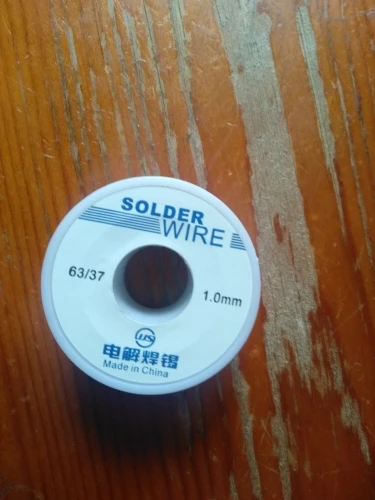 SOLDER
WIRE
63/37
1.0mm
电解焊锡
Made in China